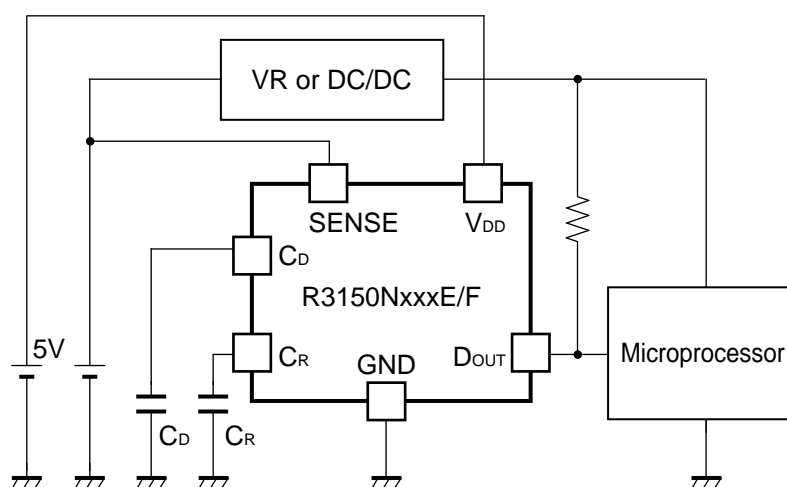 VR or DC/DC
SENSE
VDD
CD
R3150NxxxE/F
5V
CR
GND
DOUT
Microprocessor
CD
CR